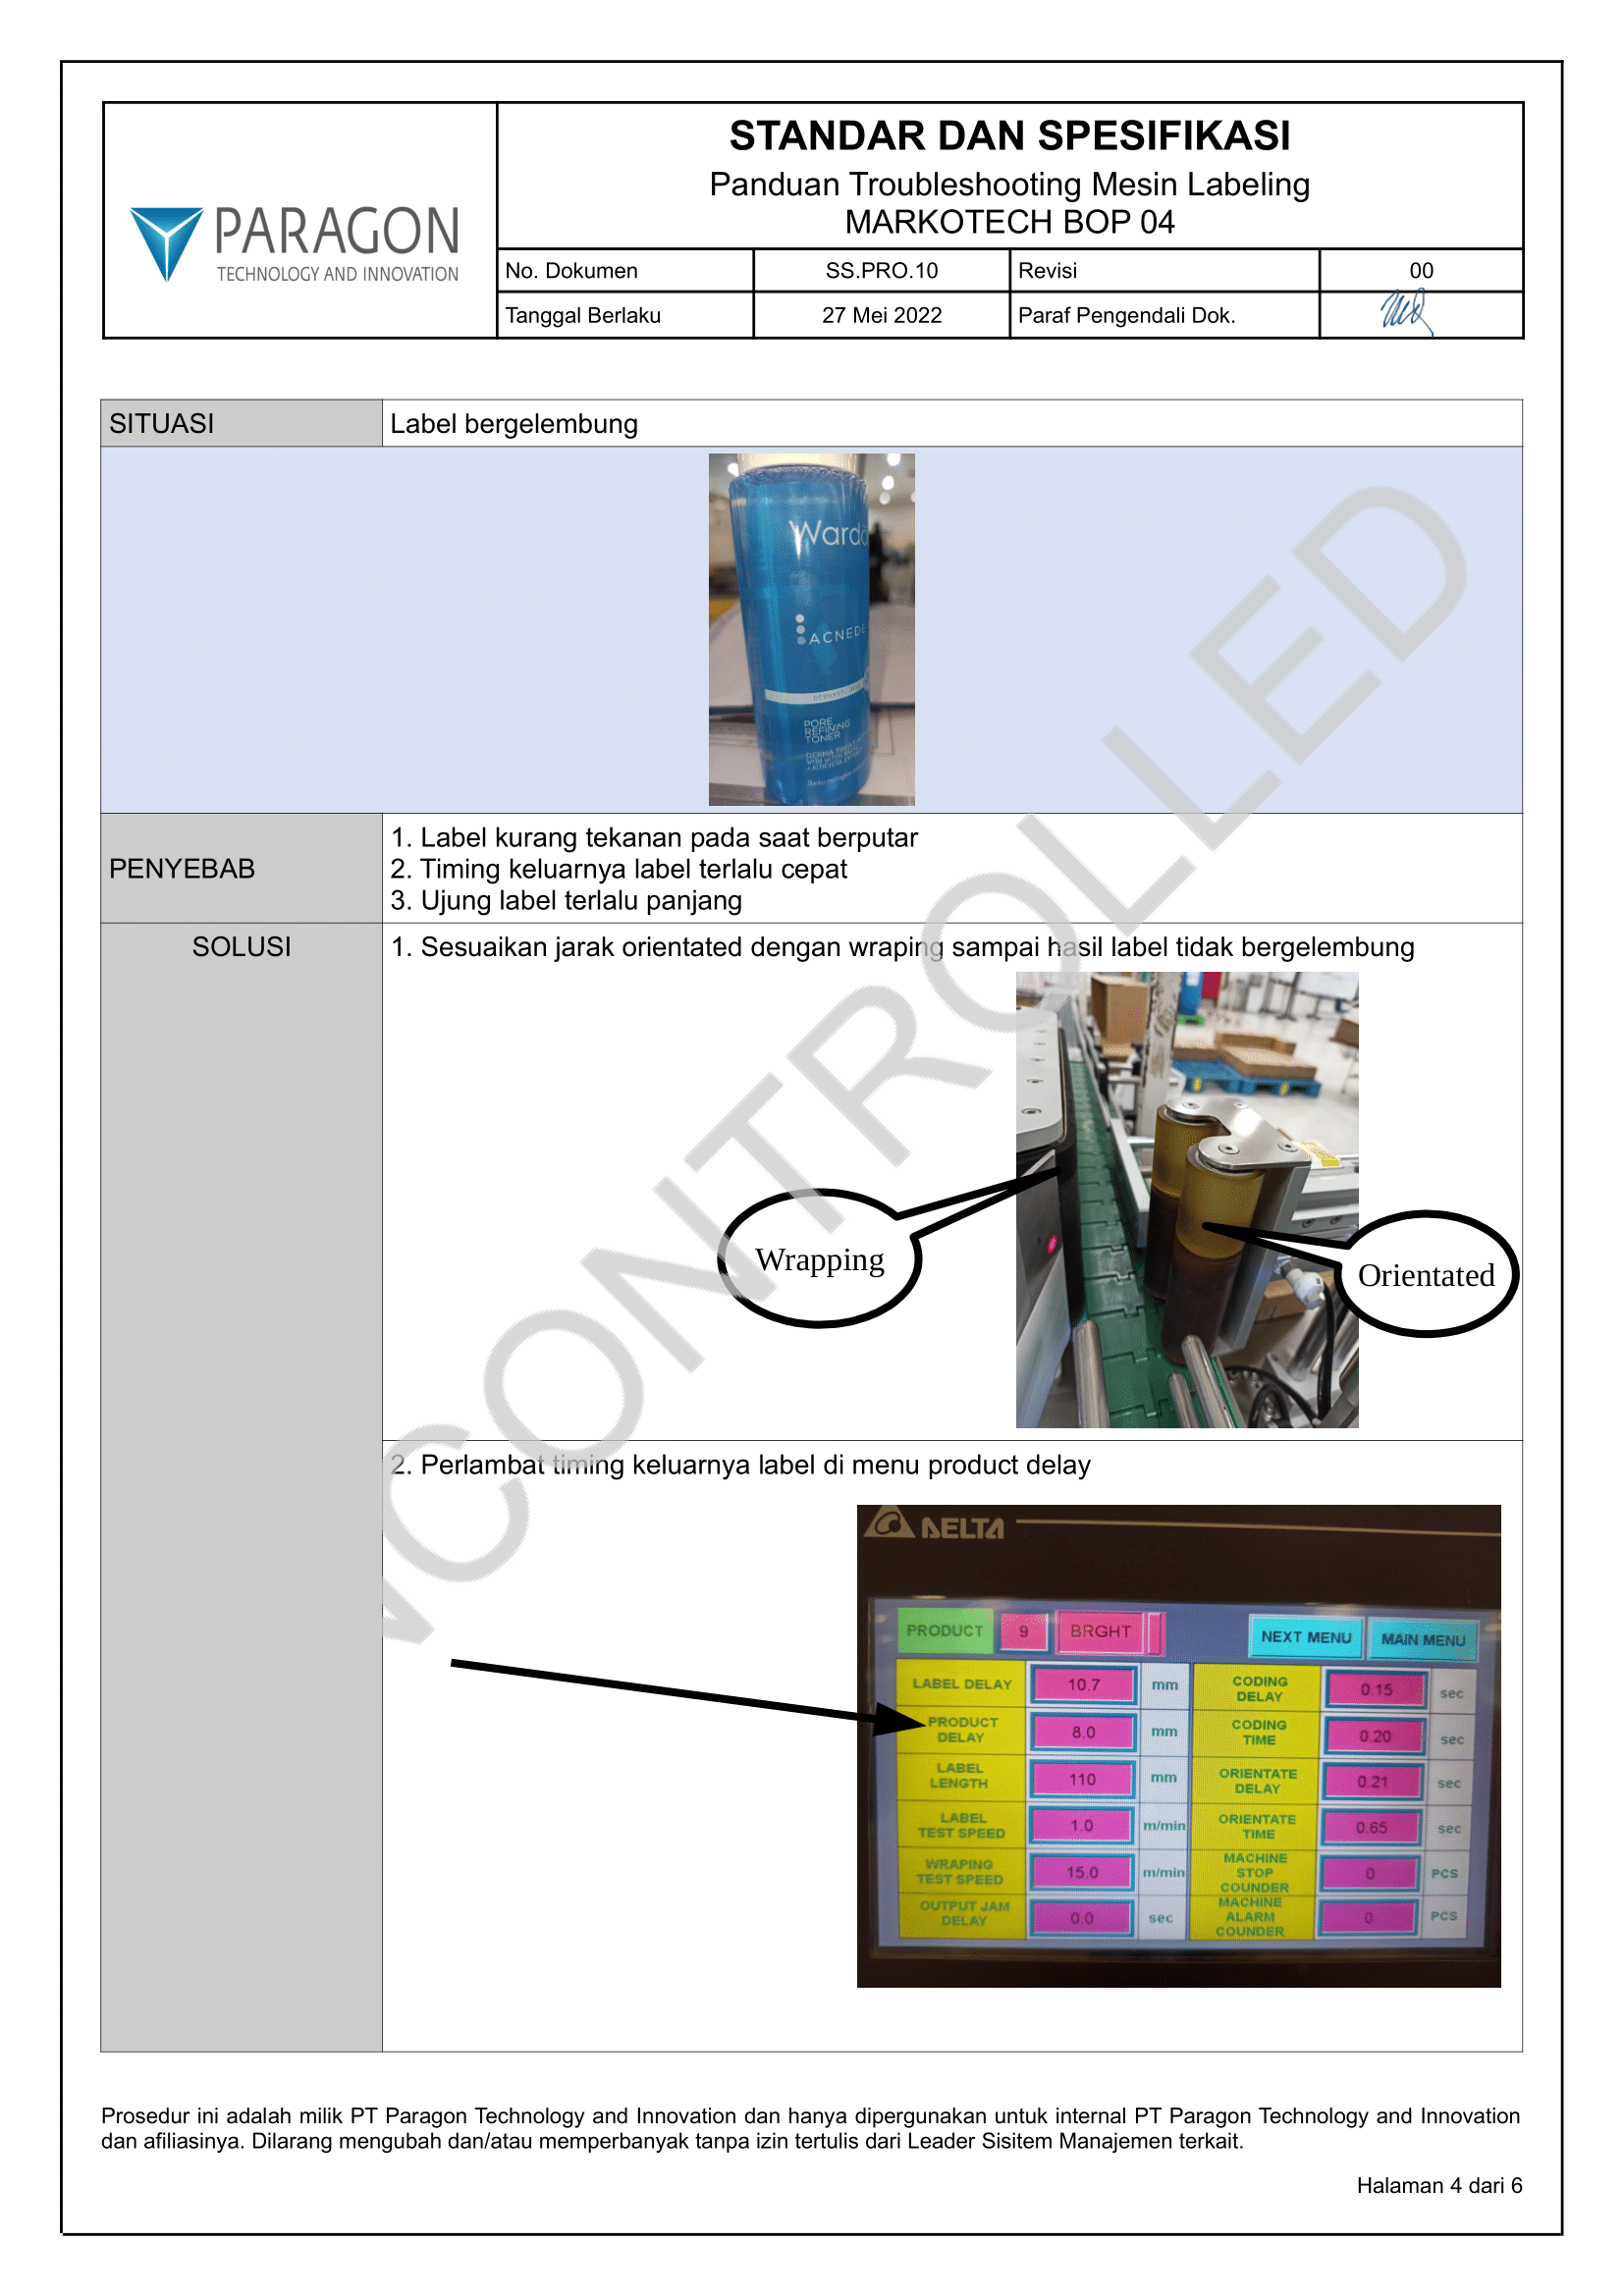 PARAGON
TECHNOLOGY AND INNOVATION
STANDAR DAN SPESIFIKASI
Panduan Troubleshooting Mesin Labeling
MARKOTECH BOP 04
No. Dokumen SS.PRO.10 Revisi 00
Tanggal Berlaku 27 Mei 2022 Paraf Pengendali Dok.
SITUASI Label bergelembung
Warda
ACNEDE
PORE
REFINING
TONER
PENYEBAB
1. Label kurang tekanan pada saat berputar
2. Timing keluarnya label terlalu cepat
3. Ujung label terlalu panjang
SOLUSI
1. Sesuaikan jarak orientated dengan wraping sampai hasil label tidak bergelembung
Wrapping
Orientated
2. Perlambat timing keluarnya label di menu product delay
DELTA
PRODUCT 9 BRGHT NEXT MENU MAIN MENU
LABEL DELAY 10.7 mm CODING DELAY 0.15 sec
PRODUCT DELAY 8.0 mm CODING TIME 0.20 sec
LABEL LENGTH 110 mm ORIENTATE DELAY 0.21 sec
LABEL TEST SPEED 1.0 m/min ORIENTATE TIME 0.65 sec
WRAPING TEST SPEED 15.0 m/min MACHINE STOP COUNDER 0 PCS
OUTPUT JAM DELAY 0.0 sec MACHINE ALARM COUNDER 0 PCS
NCONTROLLED
Prosedur ini adalah milik PT Paragon Technology and Innovation dan hanya dipergunakan untuk internal PT Paragon Technology and Innovation
dan afiliasinya. Dilarang mengubah dan/atau memperbanyak tanpa izin tertulis dari Leader Sisitem Manajemen terkait.
Halaman 4 dari 6